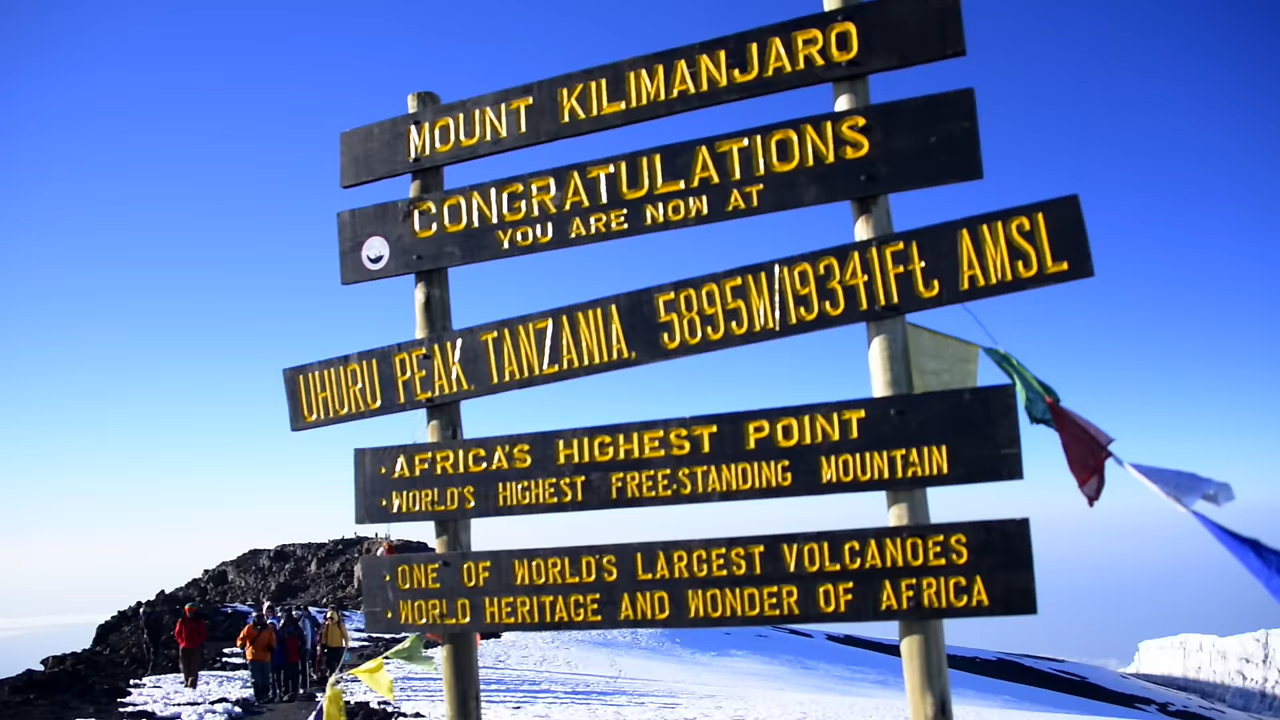 MOUNT KILIMANJARO
CONGRATULATIONS
YOU ARE NOW AT
UHURU PEAK, TANZANIA, 5895M/19341Ft AMSL
·AFRICA'S HIGHEST POINT
·WORLD'S HIGHEST FREE-STANDING MOUNTAIN
·ONE OF WORLD'S LARGEST VOLCANOES
·WORLD HERITAGE AND WONDER OF AFRICA